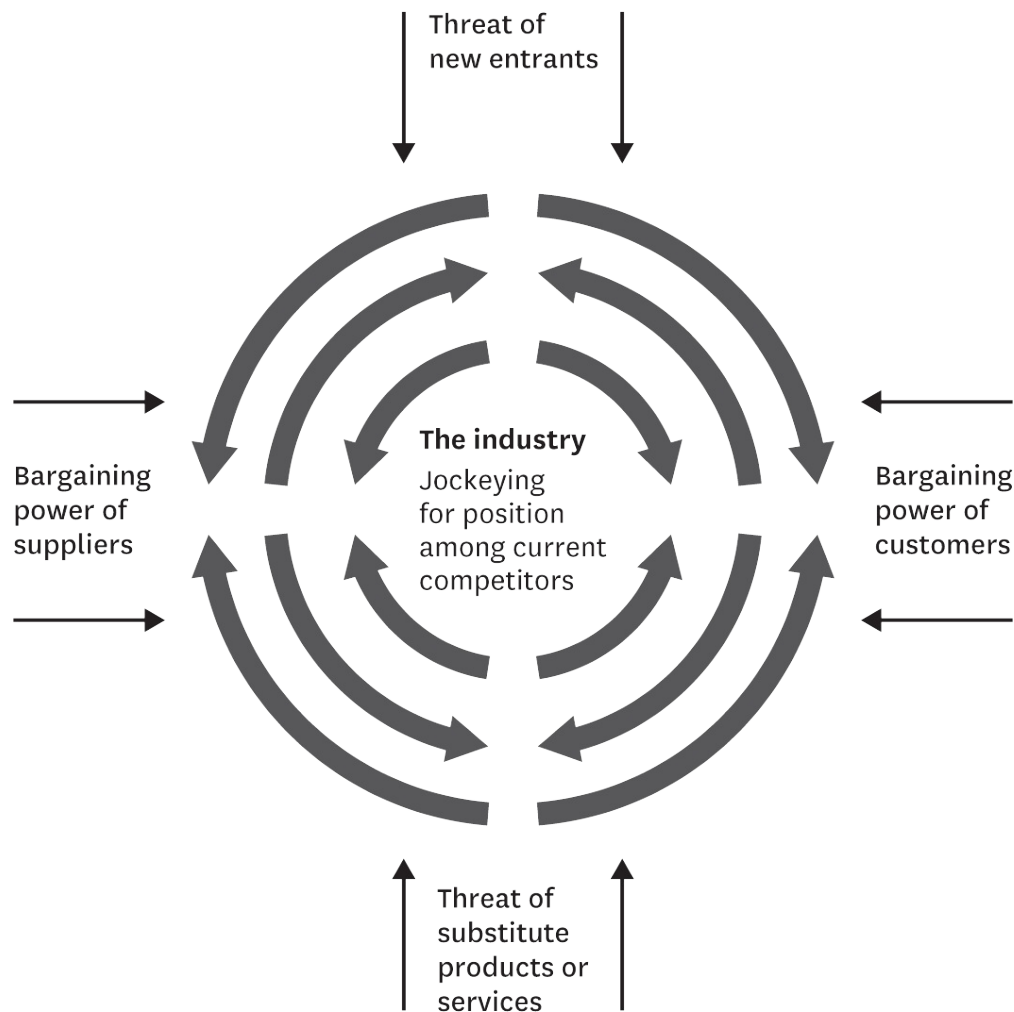 Threat of
new entrants
The industry
Jockeying
for position
among current
competitors
Bargaining
power of
suppliers
Bargaining
power of
customers
Threat of
substitute
products or
services